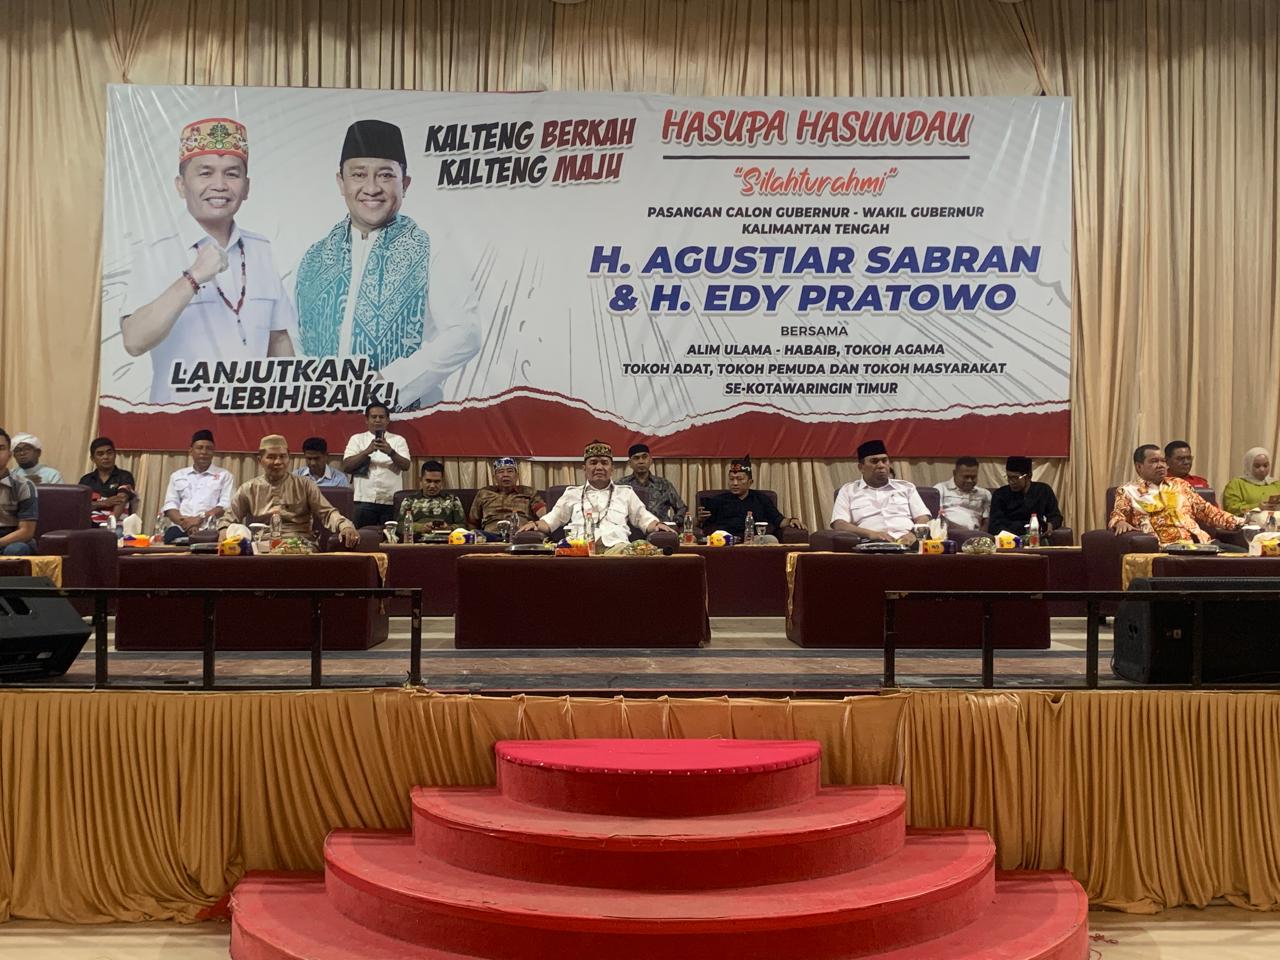 KALTENG BERKAH
KALTENG MAJU
LANJUTKAN,
LEBIH BAIK!
HASUPA HASUNDAU
"Silahturahmi"
PASANGAN CALON GUBERNUR - WAKIL GUBERNUR
KALIMANTAN TENGAH
H. AGUSTIAR SABRAN
& H. EDY PRATOWO
BERSAMA
ALIM ULAMA - HABAIB, TOKOH AGAMA
TOKOH ADAT, TOKOH PEMUDA DAN TOKOH MASYARAKAT
SE-KOTAWARINGIN TIMUR